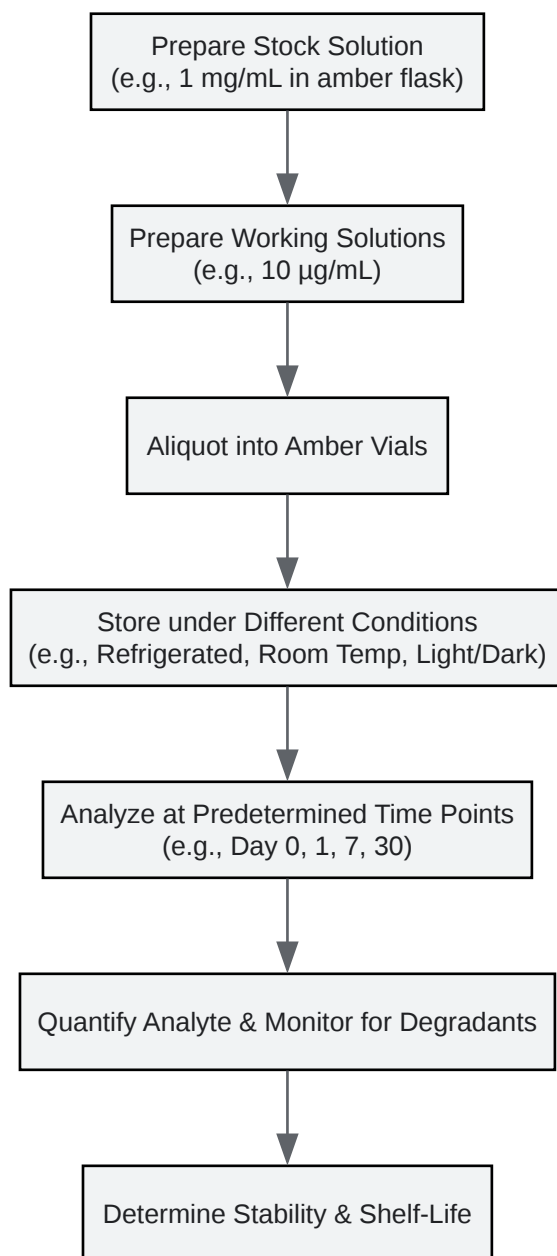 Prepare Stock Solution
(e.g., 1 mg/mL in amber flask)
Prepare Working Solutions
(e.g., 10 µg/mL)
Aliquot into Amber Vials
Store under Different Conditions
(e.g., Refrigerated, Room Temp, Light/Dark)
Analyze at Predetermined Time Points
(e.g., Day 0, 1, 7, 30)
Quantify Analyte & Monitor for Degradants
Determine Stability & Shelf-Life